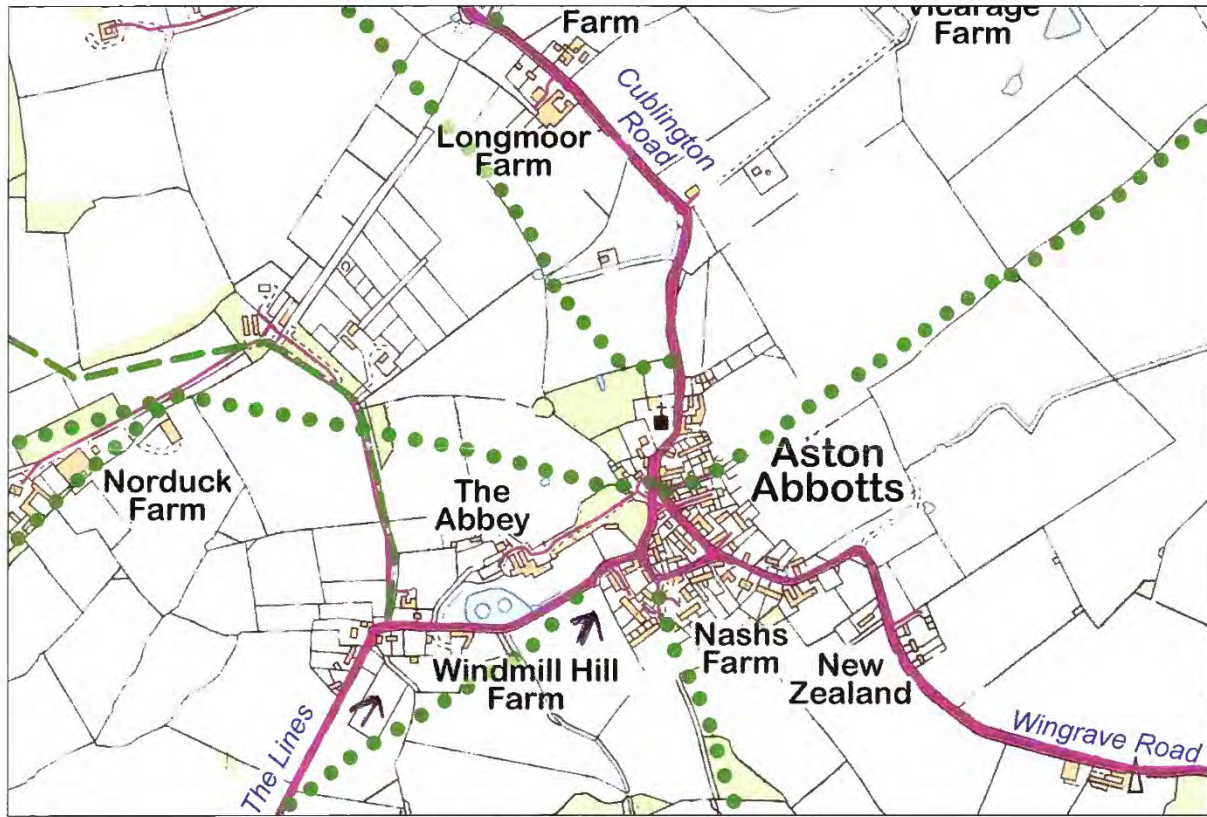 Farm
Vicarage
Farm
Cublington
Road
Longmoor
Farm
Aston
Abbotts
Norduck
Farm
The
Abbey
Nashs
Farm
New
Zealand
Windmill Hill
Farm
The Lines
Wingrave Road